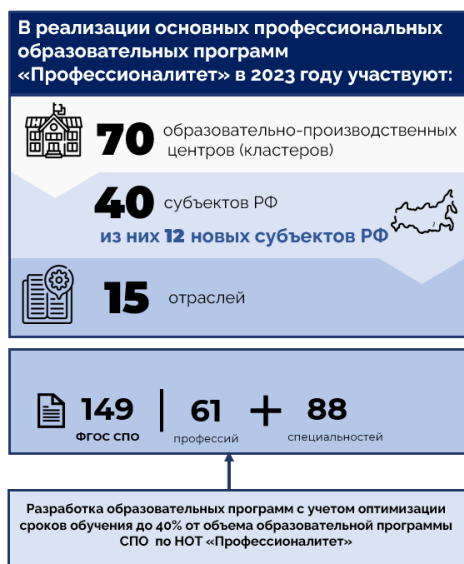 В реализации основных профессиональных
образовательных программ
«Профессионалитет» в 2023 году участвуют:
70 образовательно-производственных
центров (кластеров)
40 субъектов РФ
из них 12 новых субъектов РФ
15 отраслей
149 | 61 + 88
ФГОС СПО профессий специальностей
Разработка образовательных программ с учетом оптимизации
сроков обучения до 40% от объема образовательной программы
СПО по НОТ «Профессионалитет»